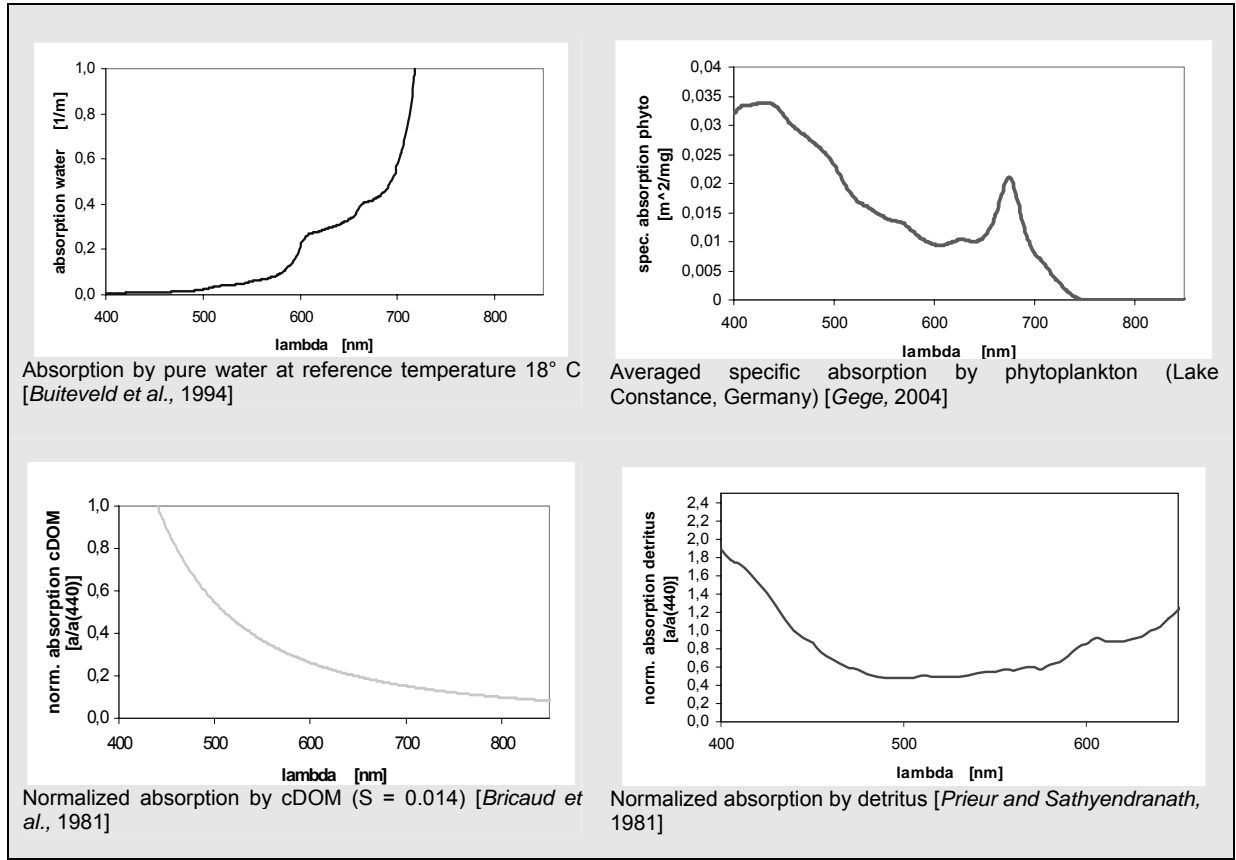 1,0
0,8
0,6
0,4
0,2
0,0
absorption water [1/m]
400 500 600 700 800
lambda [nm]
Absorption by pure water at reference temperature 18° C
[Buiteveld et al., 1994]
0,04
0,035
0,03
0,025
0,02
0,015
0,01
0,005
0
spec. absorption phyto
[m^2/mg]
400 500 600 700 800
lambda [nm]
Averaged specific absorption by phytoplankton (Lake
Constance, Germany) [Gege, 2004]
1,0
0,8
0,6
0,4
0,2
0,0
norm. absorption cDOM
[a/a(440)]
400 500 600 700 800
lambda [nm]
Normalized absorption by cDOM (S = 0.014) [Bricaud et
al., 1981]
2,4
2,2
2,0
1,8
1,6
1,4
1,2
1,0
0,8
0,6
0,4
0,2
0,0
norm. absorption detritus
[a/a(440)]
400 500 600
lambda [nm]
Normalized absorption by detritus [Prieur and Sathyendranath,
1981]